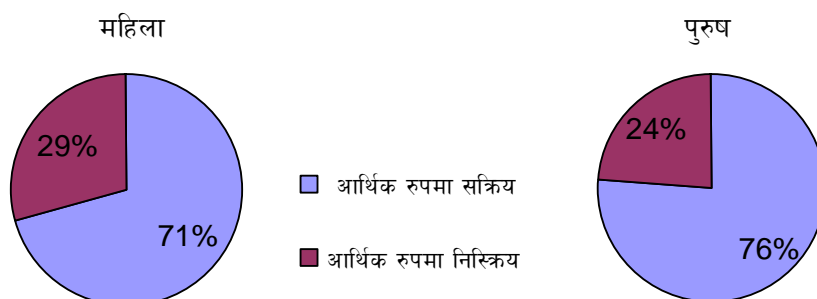 महिला
पुरुष
29%
71%
24%
76%
आर्थिक रुपमा सक्रिय
आर्थिक रुपमा निस्क्रिय